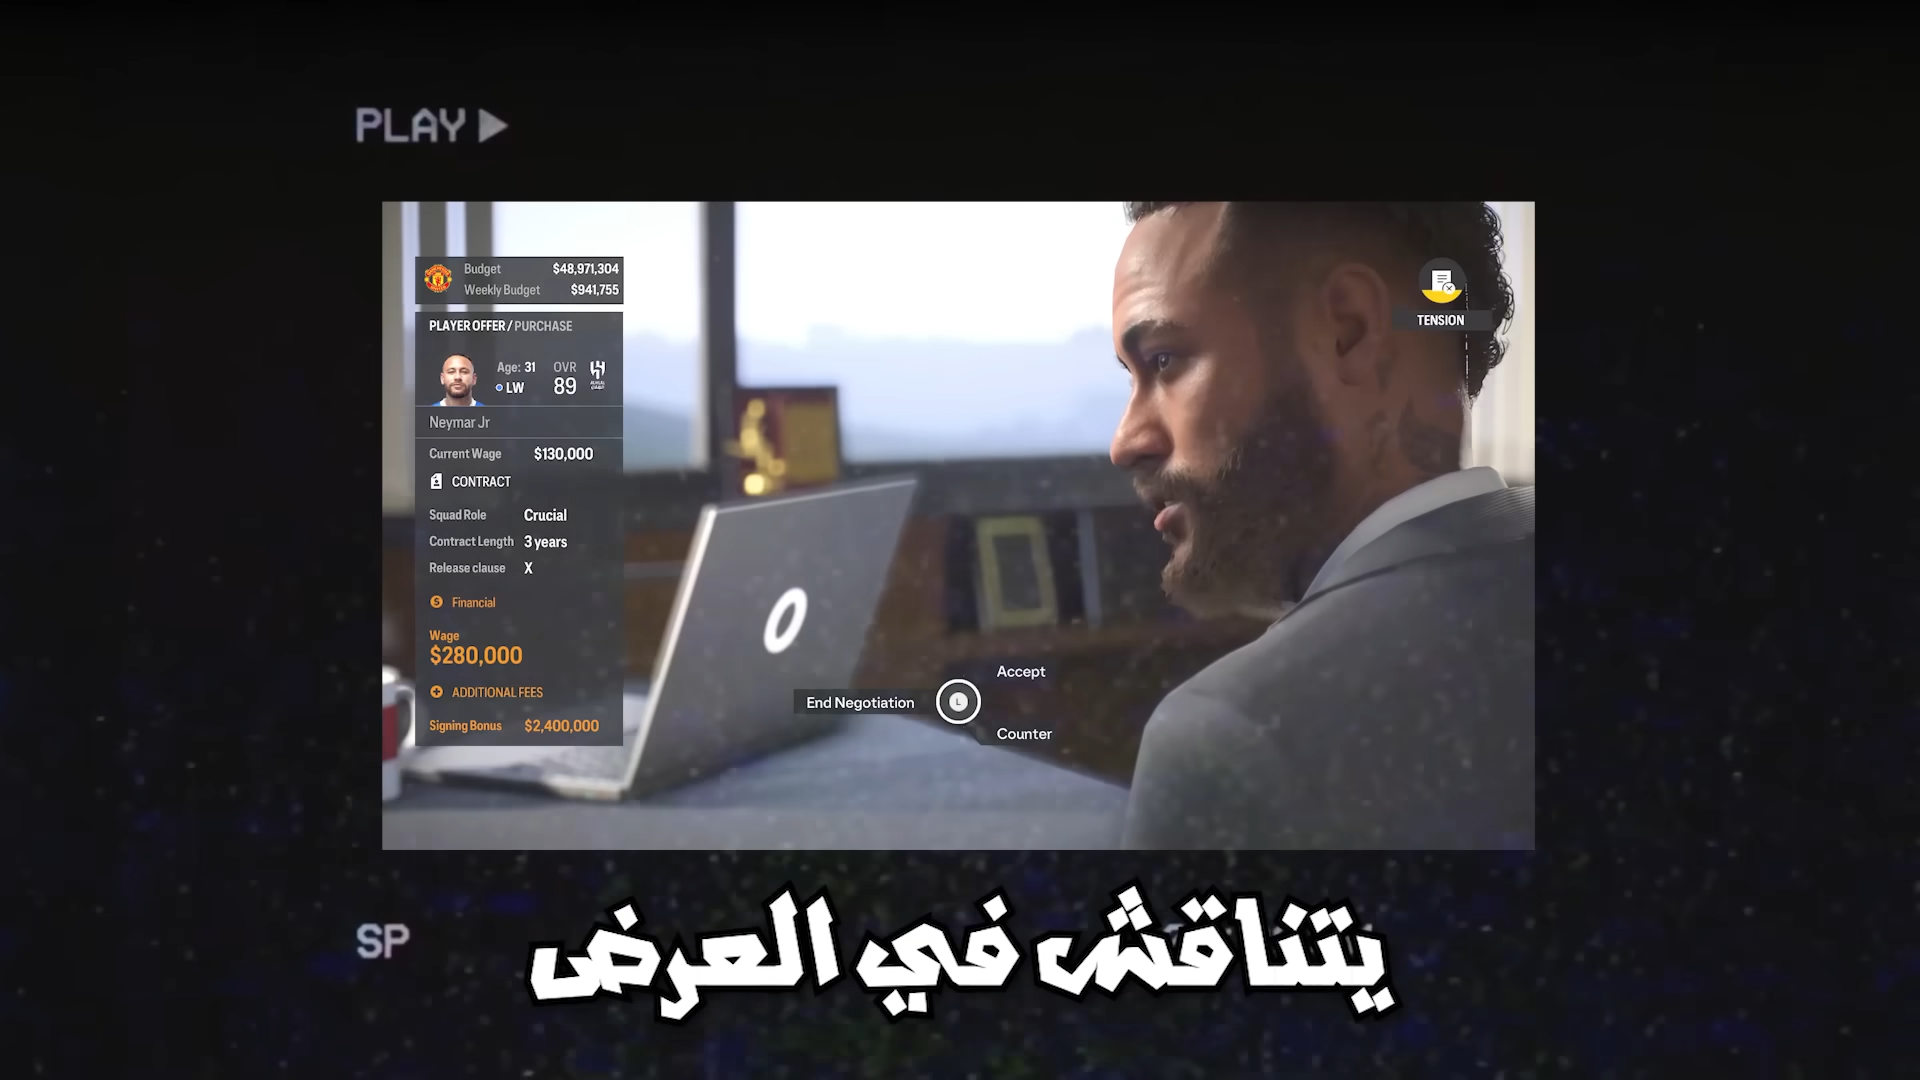 PLAY
Budget $48,971,304
Weekly Budget $941,755
PLAYER OFFER / PURCHASE
Age: 31 OVR
LW 89
Neymar Jr
Current Wage $130,000
CONTRACT
Squad Role Crucial
Contract Length 3 years
Release clause X
Financial
Wage
$280,000
ADDITIONAL FEES
Signing Bonus $2,400,000
TENSION
Accept
End Negotiation L
Counter
SP
يتناقش في العرض